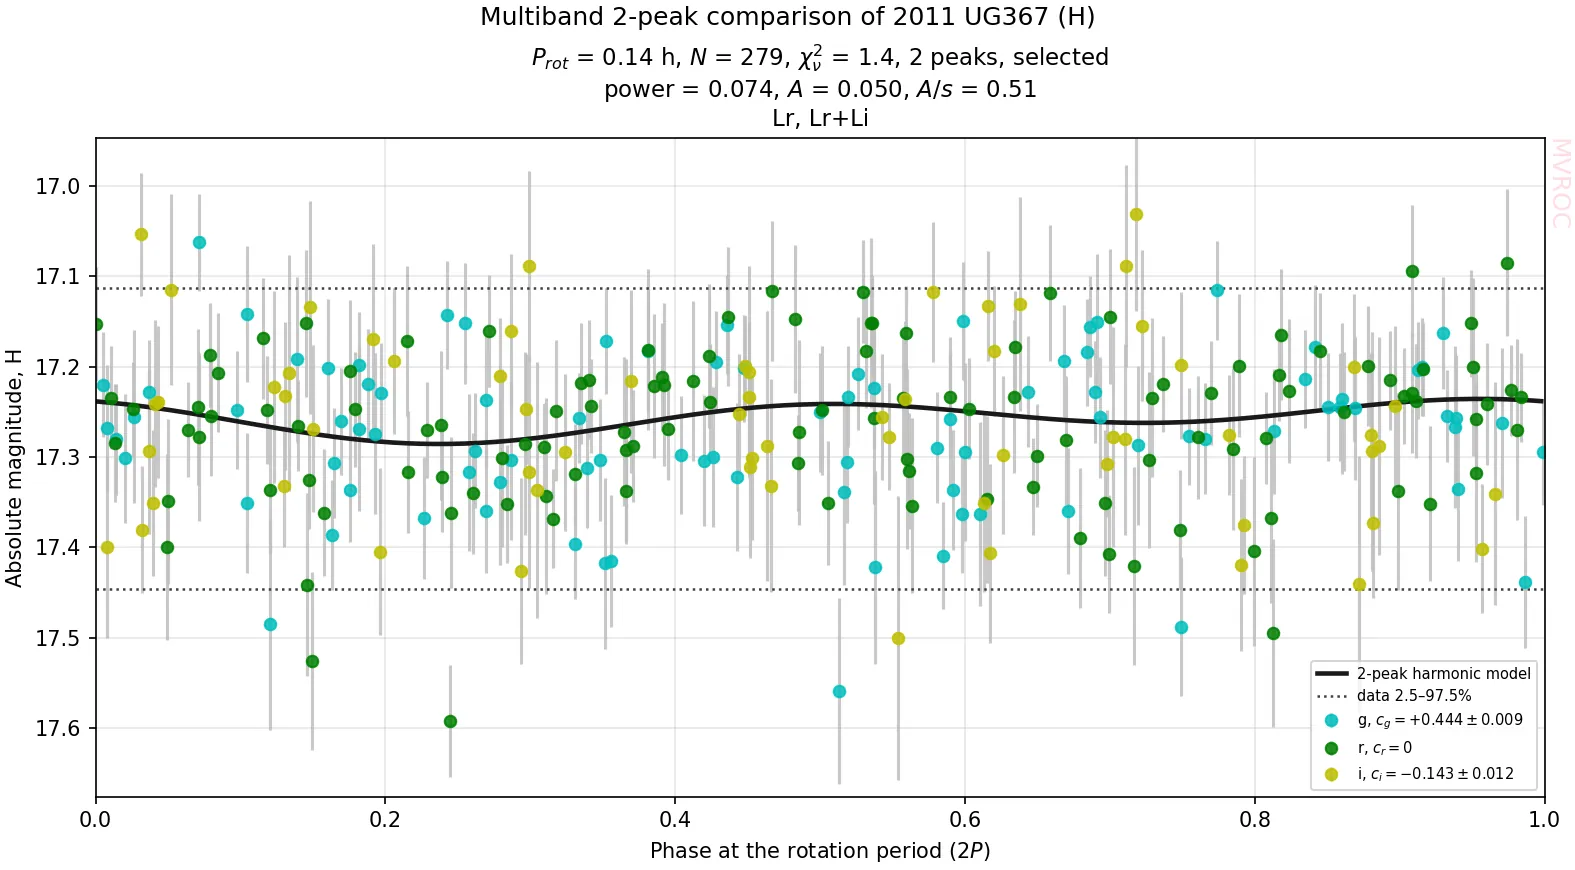 Multiband 2-peak comparison of 2011 UG367 (H)
P_rot = 0.14 h, N = 279, χ²_ν = 1.4, 2 peaks, selected
power = 0.074, A = 0.050, A/s = 0.51
Lr, Lr+Li
MVROC
Absolute magnitude, H
17.0
17.1
17.2
17.3
17.4
17.5
17.6
2-peak harmonic model
data 2.5–97.5%
g, c_g = +0.444 ± 0.009
r, c_r = 0
i, c_i = −0.143 ± 0.012
0.0 0.2 0.4 0.6 0.8 1.0
Phase at the rotation period (2P)